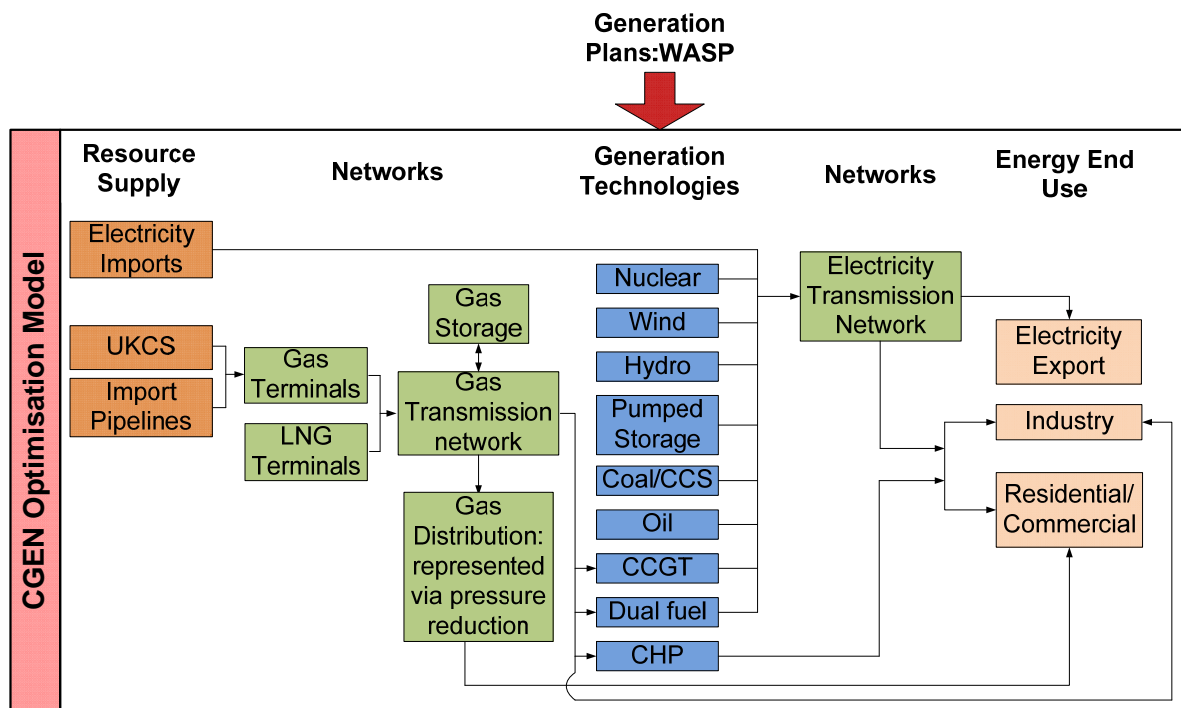 Generation
Plans:WASP
CGEN Optimisation Model
Resource
Supply
Networks
Generation
Technologies
Networks
Energy End
Use
Electricity
Imports
UKCS
Import
Pipelines
Gas
Terminals
LNG
Terminals
Gas
Storage
Gas
Transmission
network
Gas
Distribution:
represented
via pressure
reduction
Nuclear
Wind
Hydro
Pumped
Storage
Coal/CCS
Oil
CCGT
Dual fuel
CHP
Electricity
Transmission
Network
Electricity
Export
Industry
Residential/
Commercial